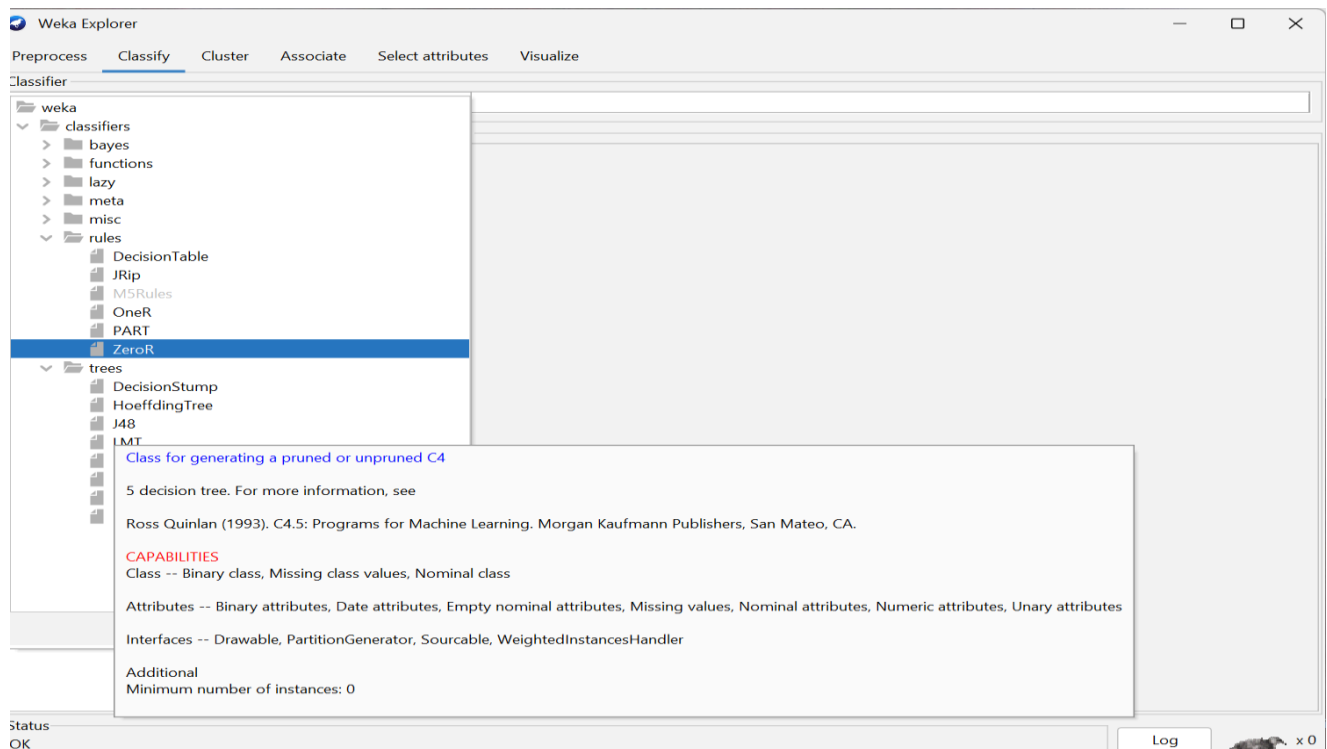 Weka Explorer
Preprocess Classify Cluster Associate Select attributes Visualize
Classifier
weka
classifiers
bayes
functions
lazy
meta
misc
rules
DecisionTable
JRip
M5Rules
OneR
PART
ZeroR
trees
DecisionStump
HoeffdingTree
J48
LMT
Class for generating a pruned or unpruned C4
5 decision tree. For more information, see
Ross Quinlan (1993). C4.5: Programs for Machine Learning. Morgan Kaufmann Publishers, San Mateo, CA.
CAPABILITIES
Class -- Binary class, Missing class values, Nominal class
Attributes -- Binary attributes, Date attributes, Empty nominal attributes, Missing values, Nominal attributes, Numeric attributes, Unary attributes
Interfaces -- Drawable, PartitionGenerator, Sourcable, WeightedInstancesHandler
Additional
Minimum number of instances: 0
Status
OK
Log
x 0